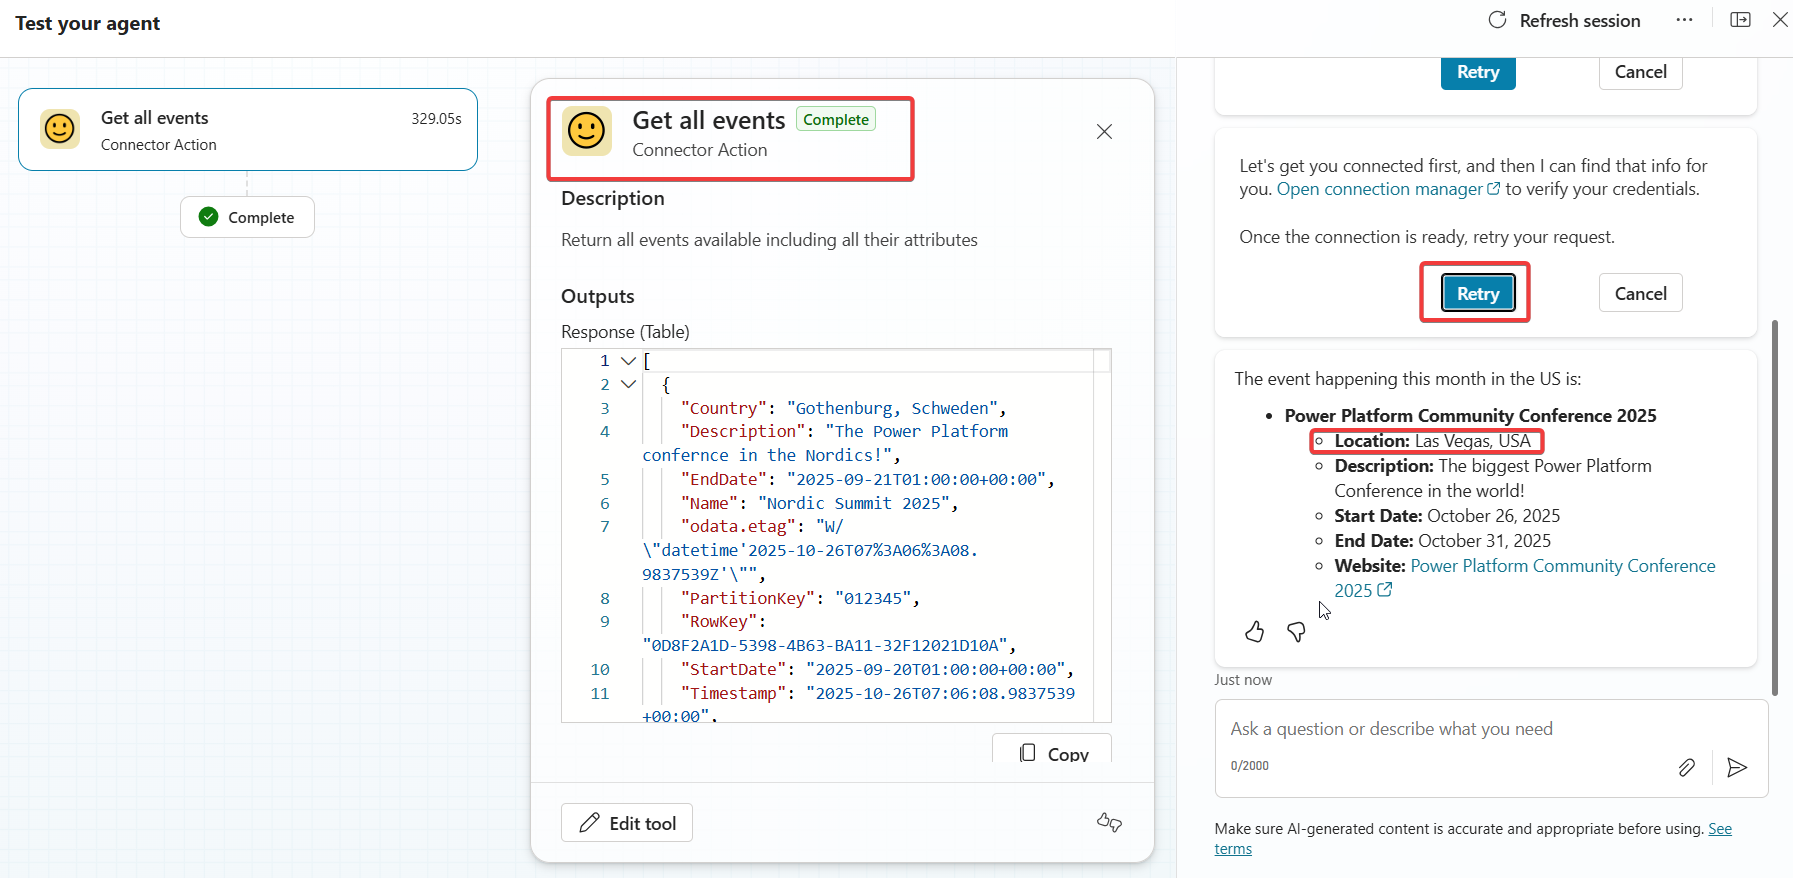 Test your agent
Refresh session
Get all events
329.05s
Connector Action
Complete
Get all events
Complete
Connector Action
Description
Return all events available including all their attributes
Outputs
Response (Table)
1 [
2 {
3 "Country": "Gothenburg, Schweden",
4 "Description": "The Power Platform
confernce in the Nordics!",
5 "EndDate": "2025-09-21T01:00:00+00:00",
6 "Name": "Nordic Summit 2025",
7 "odata.etag": "W/
\"datetime'2025-10-26T07%3A06%3A08.
9837539Z'\"",
8 "PartitionKey": "012345",
9 "RowKey":
"0D8F2A1D-5398-4B63-BA11-32F12021D10A",
10 "StartDate": "2025-09-20T01:00:00+00:00",
11 "Timestamp": "2025-10-26T07:06:08.9837539
+00:00",
Copy
Edit tool
Retry
Cancel
Let's get you connected first, and then I can find that info for
you. Open connection manager to verify your credentials.
Once the connection is ready, retry your request.
Retry
Cancel
The event happening this month in the US is:
• Power Platform Community Conference 2025
◦ Location: Las Vegas, USA
◦ Description: The biggest Power Platform
Conference in the world!
◦ Start Date: October 26, 2025
◦ End Date: October 31, 2025
◦ Website: Power Platform Community Conference
2025
Just now
Ask a question or describe what you need
0/2000
Make sure AI-generated content is accurate and appropriate before using. See
terms